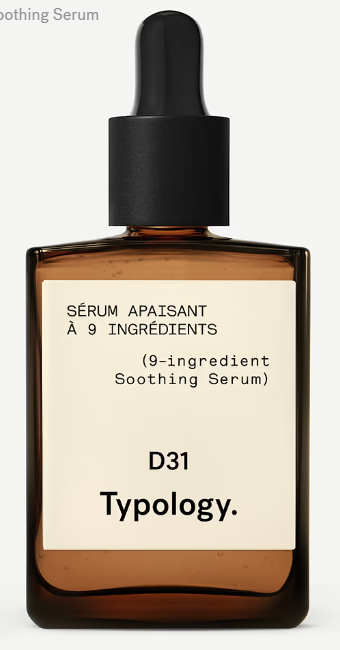 oothing Serum
SÉRUM APAISANT
À 9 INGRÉDIENTS
(9-ingredient
Soothing Serum)
D31
Typology.